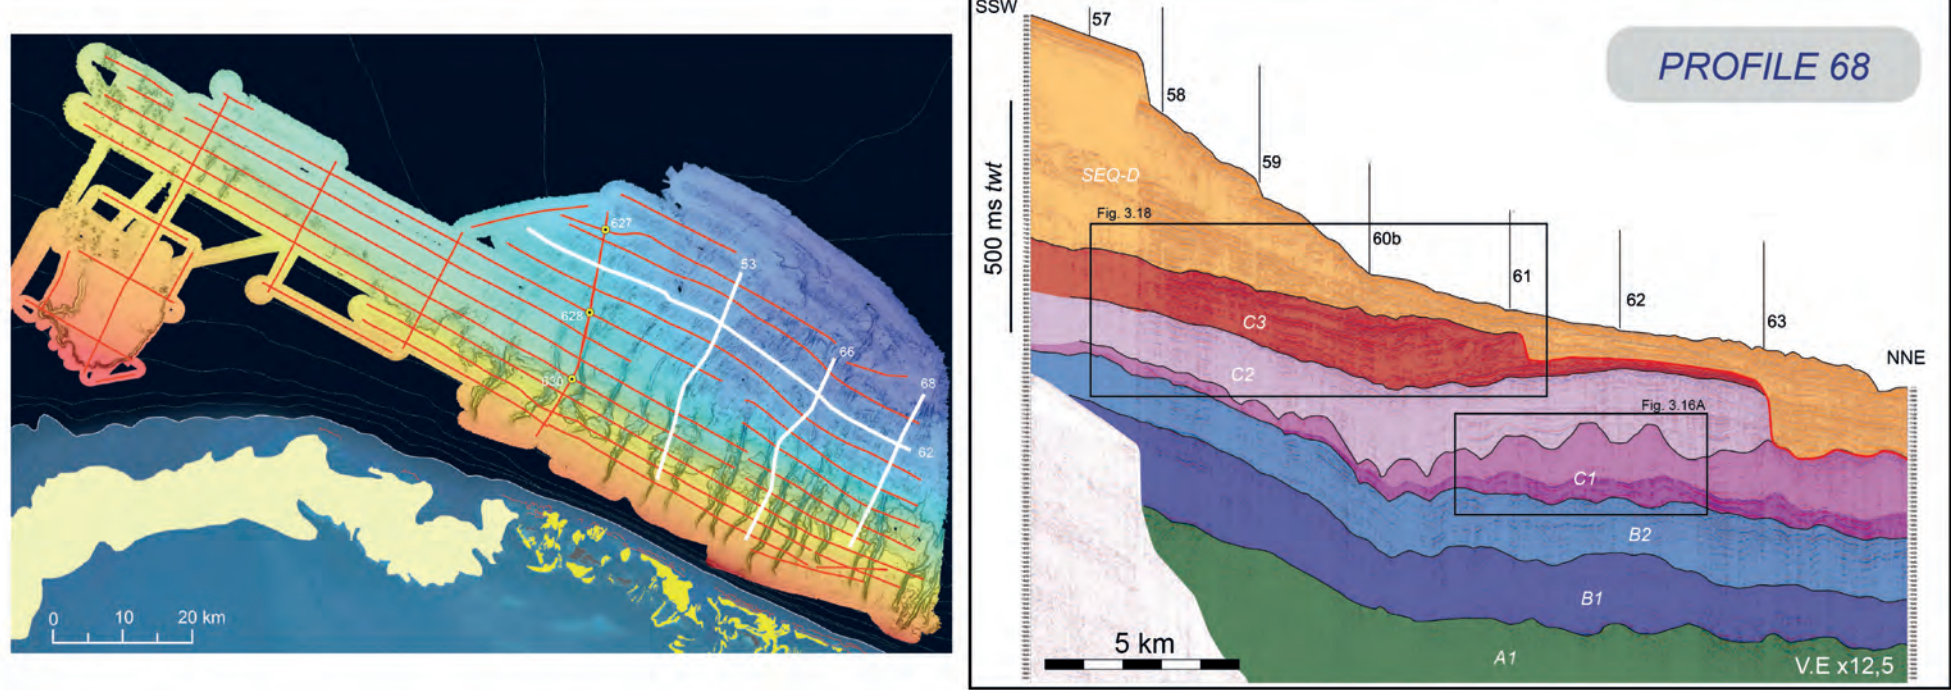 627
53
628
66
630
68
62
0 10 20 km
SSW
57
PROFILE 68
58
59
500 ms twt
SEQ-D
Fig. 3.18
60b
61
62
63
NNE
C3
C2
Fig. 3.16A
C1
B2
B1
5 km
A1
V.E x12,5